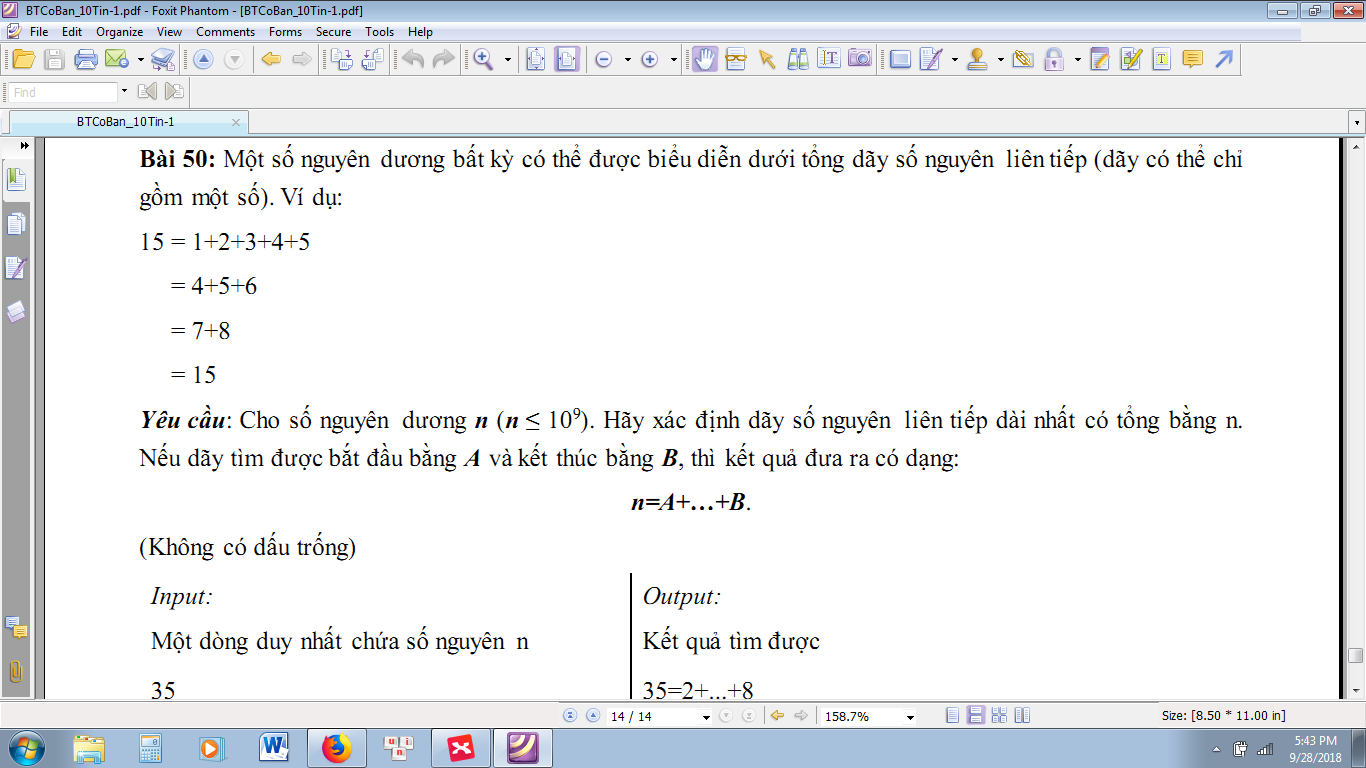 BTCoBan_10Tin-1.pdf - Foxit Phantom - [BTCoBan_10Tin-1.pdf]
File Edit Organize View Comments Forms Secure Tools Help
Find
BTCoBan_10Tin-1
Bài 50: Một số nguyên dương bất kỳ có thể được biểu diễn dưới tổng dãy số nguyên liên tiếp (dãy có thể chỉ
gồm một số). Ví dụ:
15 = 1+2+3+4+5
= 4+5+6
= 7+8
= 15
Yêu cầu: Cho số nguyên dương n (n ≤ 10⁹). Hãy xác định dãy số nguyên liên tiếp dài nhất có tổng bằng n.
Nếu dãy tìm được bắt đầu bằng A và kết thúc bằng B, thì kết quả đưa ra có dạng:
n=A+…+B.
(Không có dấu trống)
Input: Output:
Một dòng duy nhất chứa số nguyên n Kết quả tìm được
35 35=2+...+8
14 / 14 158.7% Size: [8.50 * 11.00 in]
5:43 PM
9/28/2018